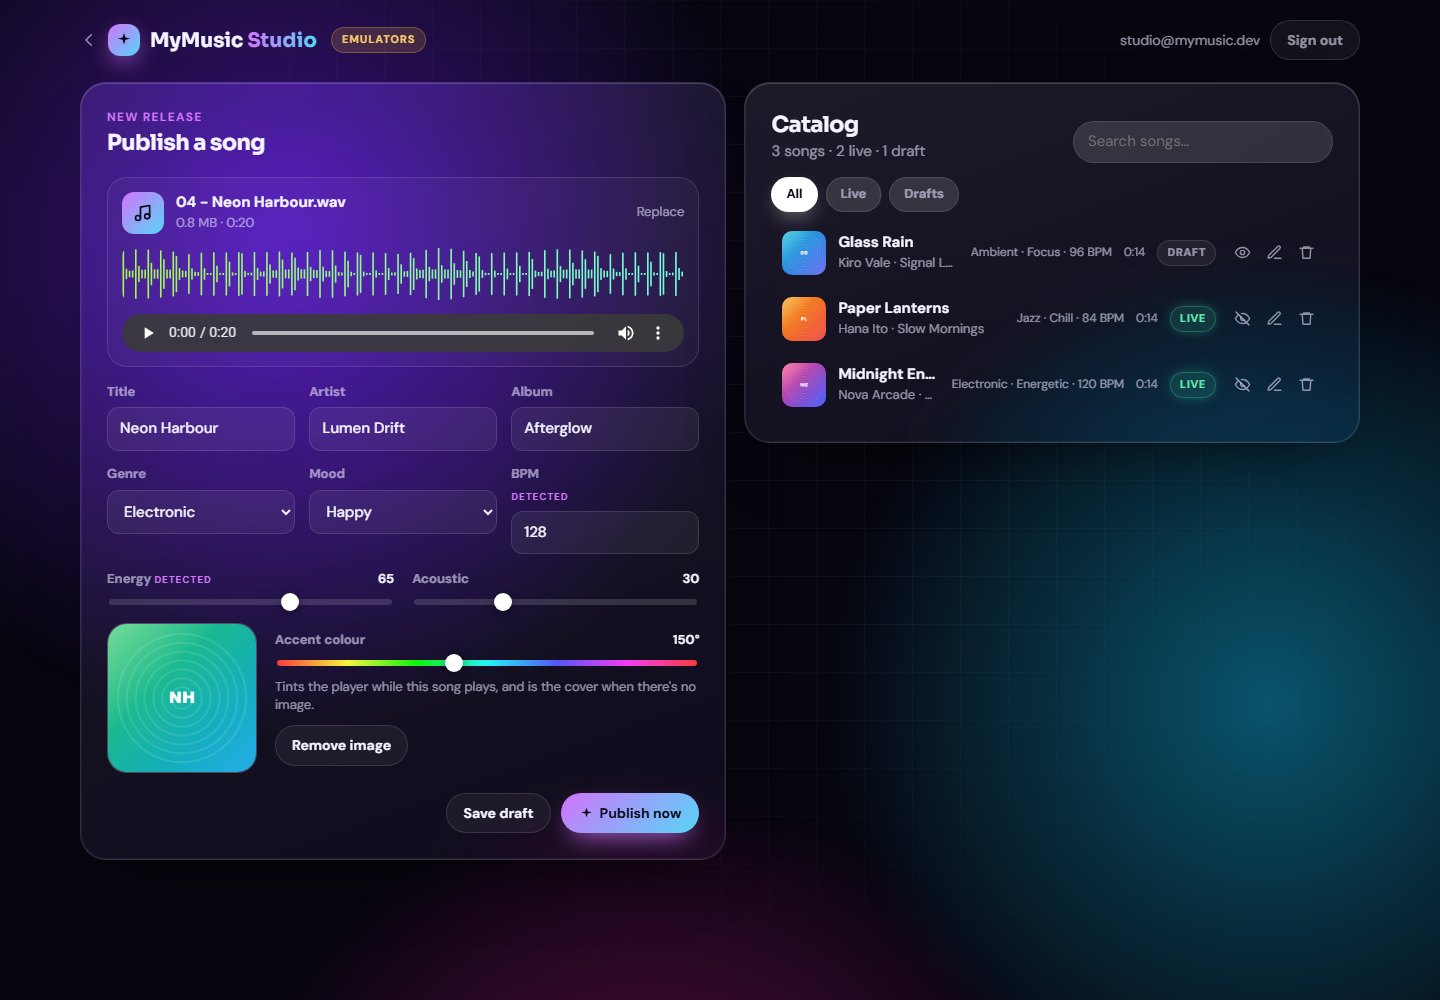 MyMusic Studio
EMULATORS
studio@mymusic.dev
Sign out
NEW RELEASE
Publish a song
04 - Neon Harbour.wav
0.8 MB · 0:20
Replace
0:00 / 0:20
Title
Artist
Album
Neon Harbour
Lumen Drift
Afterglow
Genre
Mood
BPM
DETECTED
Electronic
Happy
128
Energy DETECTED
65
Acoustic
30
NH
Accent colour
150°
Tints the player while this song plays, and is the cover when there's no
image.
Remove image
Save draft
Publish now
Catalog
3 songs · 2 live · 1 draft
Search songs...
All
Live
Drafts
GR
Glass Rain
Kiro Vale · Signal L...
Ambient · Focus · 96 BPM
0:14
DRAFT
PL
Paper Lanterns
Hana Ito · Slow Mornings
Jazz · Chill · 84 BPM
0:14
LIVE
ME
Midnight En...
Nova Arcade · ...
Electronic · Energetic · 120 BPM
0:14
LIVE